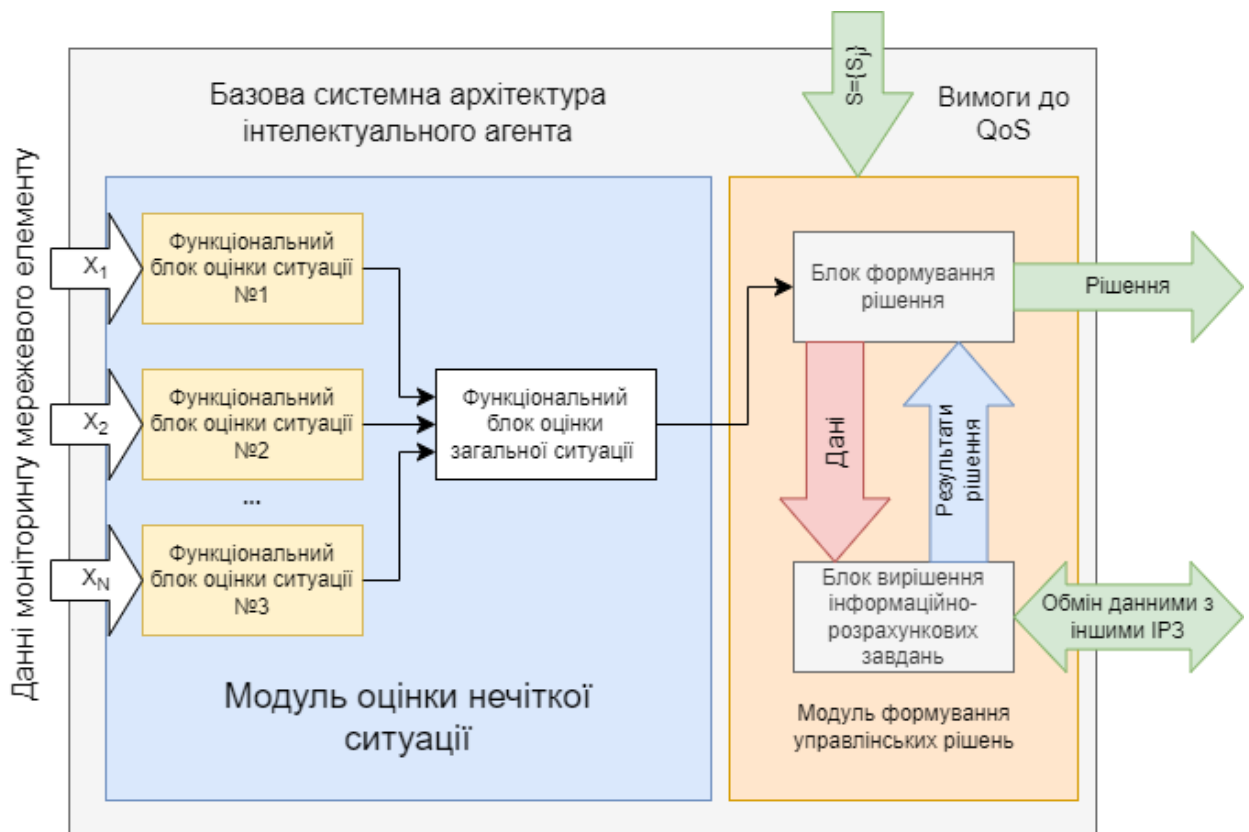 Базова системна архітектура
інтелектуального агента
S={Sj}
Вимоги до
QoS
Данні моніторингу мережевого елементу
X1
Функціональний
блок оцінки ситуації
№1
X2
Функціональний
блок оцінки ситуації
№2
...
XN
Функціональний
блок оцінки ситуації
№3
Функціональний
блок оцінки
загальної ситуації
Модуль оцінки нечіткої
ситуації
Блок формування
рішення
Рішення
Дані
Результати
рішення
Блок вирішення
інформаційно-
розрахункових
завдань
Обмін данними з
іншими ІРЗ
Модуль формування
управлінських рішень